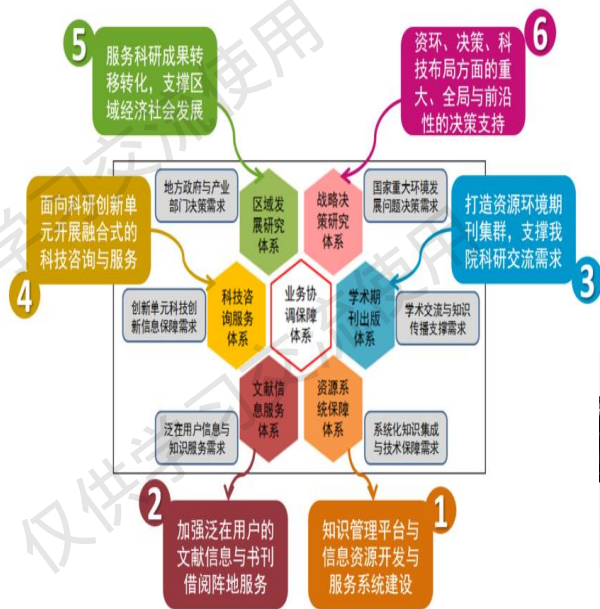 5
服务科研成果转
移转化，支撑区
域经济社会发展
6
资环、决策、科
技布局方面的重
大、全局与前沿
性的决策支持
地方政府与产业
部门决策需求
区域发
展研究
体系
战略决
策研究
体系
国家重大环境发
展问题决策需求
面向科研创新单
元开展融合式的
科技咨询与服务
4
打造资源环境期
刊集群，支撑我
院科研交流需求
3
创新单元科技创
新信息保障需求
科技咨
询服务
体系
业务协
调保障
体系
学术期
刊出版
体系
学术交流与知识
传播支撑需求
泛在用户信息与
知识服务需求
文献信
息服务
体系
资源系
统保障
体系
系统化知识集成
与技术保障需求
2
加强泛在用户的
文献信息与书刊
借阅阵地服务
1
知识管理平台与
信息资源开发与
服务系统建设
仅供学习交流使用
学习交流使用